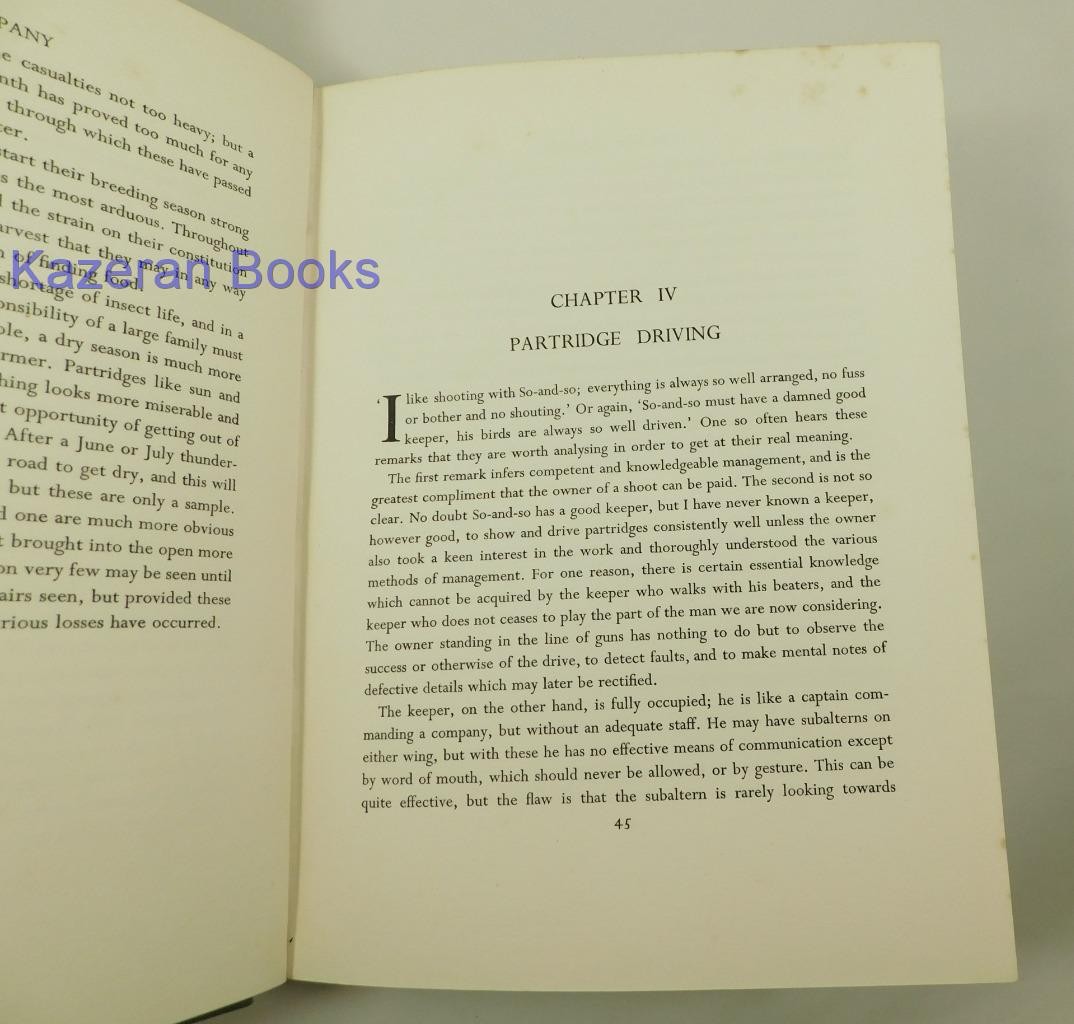 PANY
casualties not too heavy; but a
has proved too much for any
through which these have passed
start their breeding season strong
s the most arduous. Throughout
the strain on their constitution
that they may in any way
of finding food.
shortage of insect life, and in a
of a large family must
a dry season is much more
Partridges like sun and
looks more miserable and
opportunity of getting out of
After a June or July thunder-
road to get dry, and this will
but these are only a sample.
one are much more obvious
brought into the open more
on very few may be seen until
seen, but provided these
losses have occurred.
Kazeran Books
CHAPTER IV
PARTRIDGE DRIVING
'I like shooting with So-and-so; everything is always so well arranged, no fuss
or bother and no shouting.' Or again, 'So-and-so must have a damned good
keeper, his birds are always so well driven.' One so often hears these
remarks that they are worth analysing in order to get at their real meaning.
The first remark infers competent and knowledgeable management, and is the
greatest compliment that the owner of a shoot can be paid. The second is not so
clear. No doubt So-and-so has a good keeper, but I have never known a keeper,
however good, to show and drive partridges consistently well unless the owner
also took a keen interest in the work and thoroughly understood the various
methods of management. For one reason, there is certain essential knowledge
which cannot be acquired by the keeper who walks with his beaters, and the
keeper who does not ceases to play the part of the man we are now considering.
The owner standing in the line of guns has nothing to do but to observe the
success or otherwise of the drive, to detect faults, and to make mental notes of
defective details which may later be rectified.
The keeper, on the other hand, is fully occupied; he is like a captain com-
manding a company, but without an adequate staff. He may have subalterns on
either wing, but with these he has no effective means of communication except
by word of mouth, which should never be allowed, or by gesture. This can be
quite effective, but the flaw is that the subaltern is rarely looking towards
45